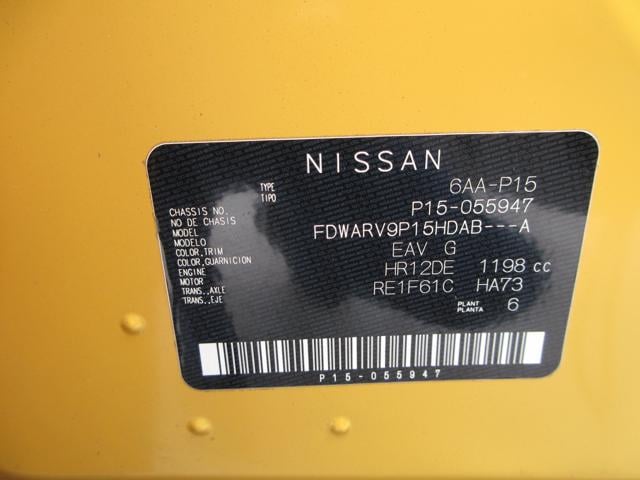 NISSAN
TYPE
TIPO 6AA-P15
CHASSIS NO.
NO DE CHASSIS P15-055947
MODEL
MODELO FDWARV9P15HDAB---A
COLOR,TRIM
COLOR,GUARNICION EAV G
ENGINE
MOTOR HR12DE 1198 cc
TRANS.,AXLE
TRANS.,EJE RE1F61C HA73
PLANT
PLANTA 6
P15-055947